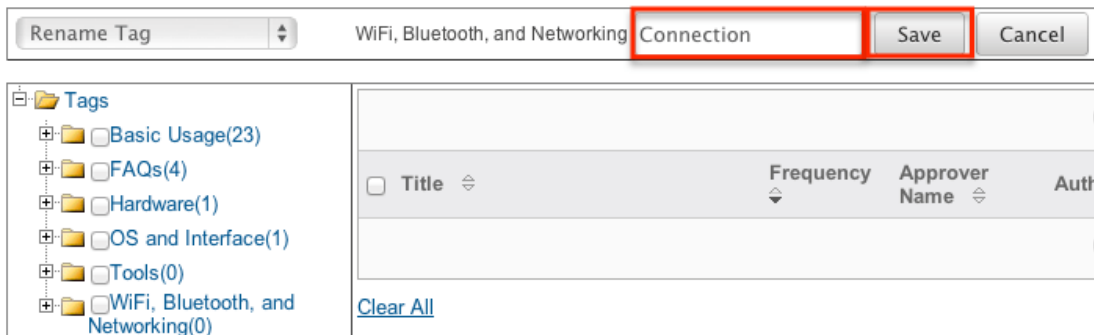 Rename Tag
WiFi, Bluetooth, and Networking
Connection
Save
Cancel
Tags
Basic Usage(23)
FAQs(4)
Hardware(1)
OS and Interface(1)
Tools(0)
WiFi, Bluetooth, and
Networking(0)
Title
Frequency
Approver
Name
Clear All